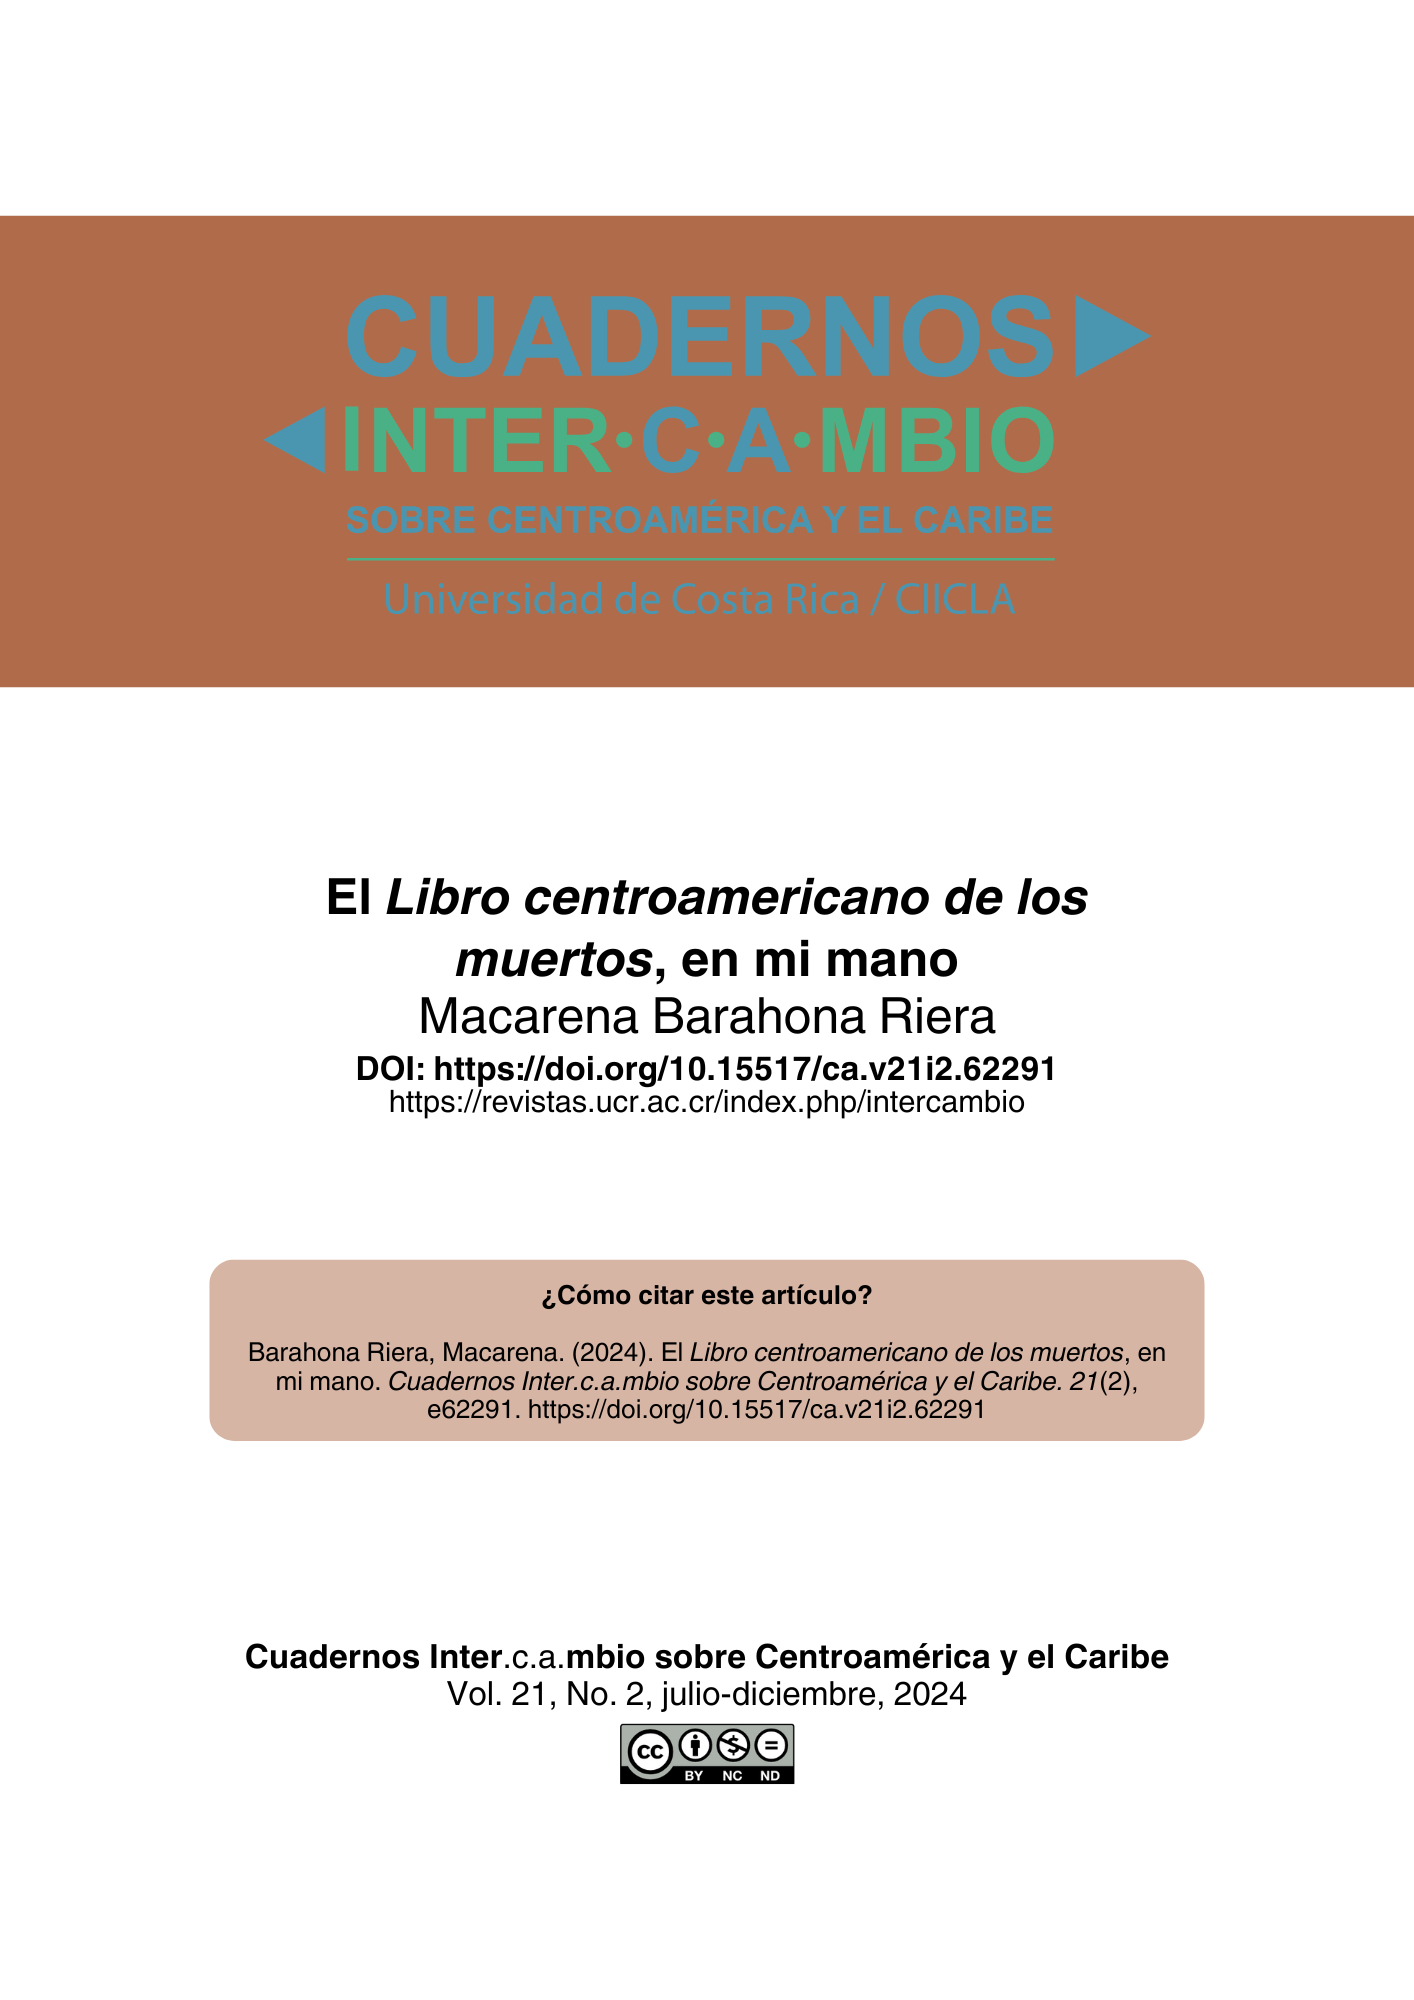 CUADERNOS
INTER•C•A•MBIO
SOBRE CENTROAMÉRICA Y EL CARIBE
Universidad de Costa Rica / CIICLA
El Libro centroamericano de los
muertos, en mi mano
Macarena Barahona Riera
DOI: https://doi.org/10.15517/ca.v21i2.62291
https://revistas.ucr.ac.cr/index.php/intercambio
¿Cómo citar este artículo?
Barahona Riera, Macarena. (2024). El Libro centroamericano de los muertos, en
mi mano. Cuadernos Inter.c.a.mbio sobre Centroamérica y el Caribe. 21(2),
e62291. https://doi.org/10.15517/ca.v21i2.62291
Cuadernos Inter.c.a.mbio sobre Centroamérica y el Caribe
Vol. 21, No. 2, julio-diciembre, 2024
cc
BY NC ND